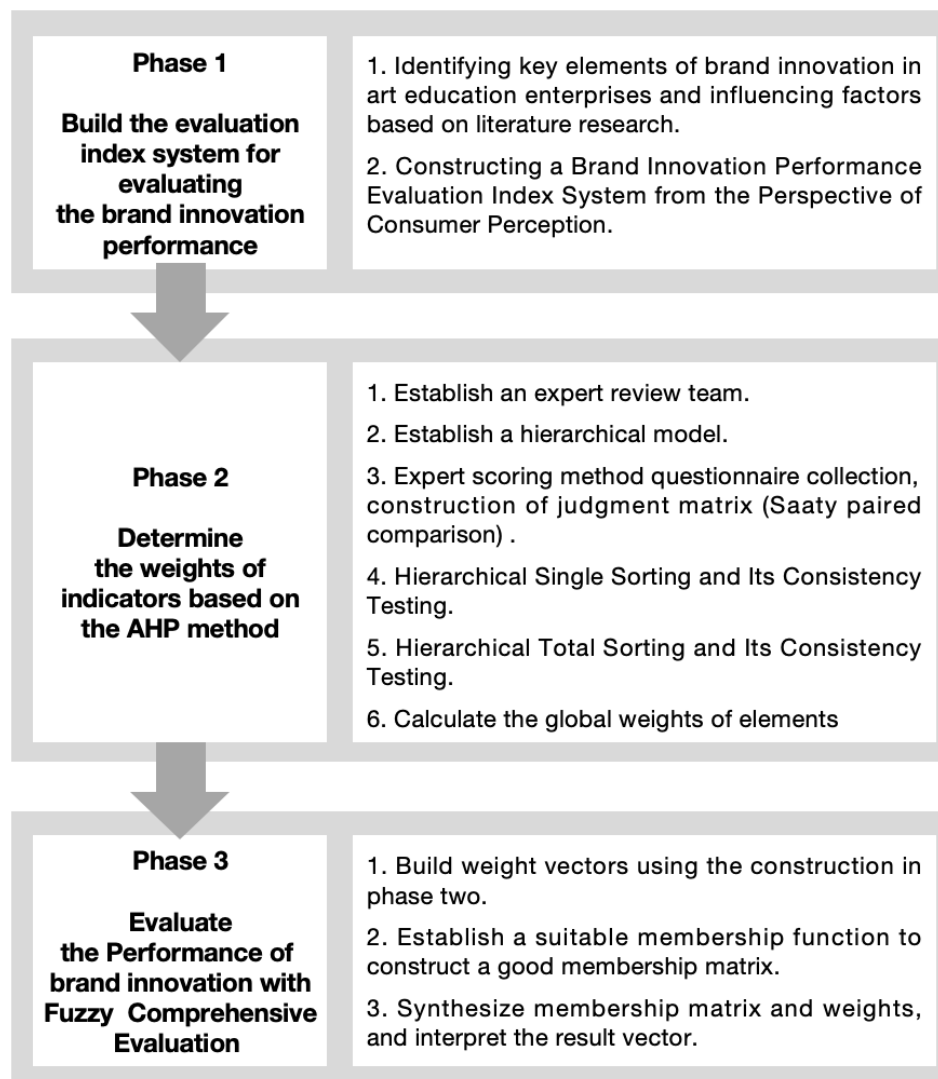 Phase 1
Build the evaluation
index system for
evaluating
the brand innovation
performance
1. Identifying key elements of brand innovation in
art education enterprises and influencing factors
based on literature research.
2. Constructing a Brand Innovation Performance
Evaluation Index System from the Perspective of
Consumer Perception.
Phase 2
Determine
the weights of
indicators based on
the AHP method
1. Establish an expert review team.
2. Establish a hierarchical model.
3. Expert scoring method questionnaire collection,
construction of judgment matrix (Saaty paired
comparison) .
4. Hierarchical Single Sorting and Its Consistency
Testing.
5. Hierarchical Total Sorting and Its Consistency
Testing.
6. Calculate the global weights of elements
Phase 3
Evaluate
the Performance of
brand innovation with
Fuzzy Comprehensive
Evaluation
1. Build weight vectors using the construction in
phase two.
2. Establish a suitable membership function to
construct a good membership matrix.
3. Synthesize membership matrix and weights,
and interpret the result vector.